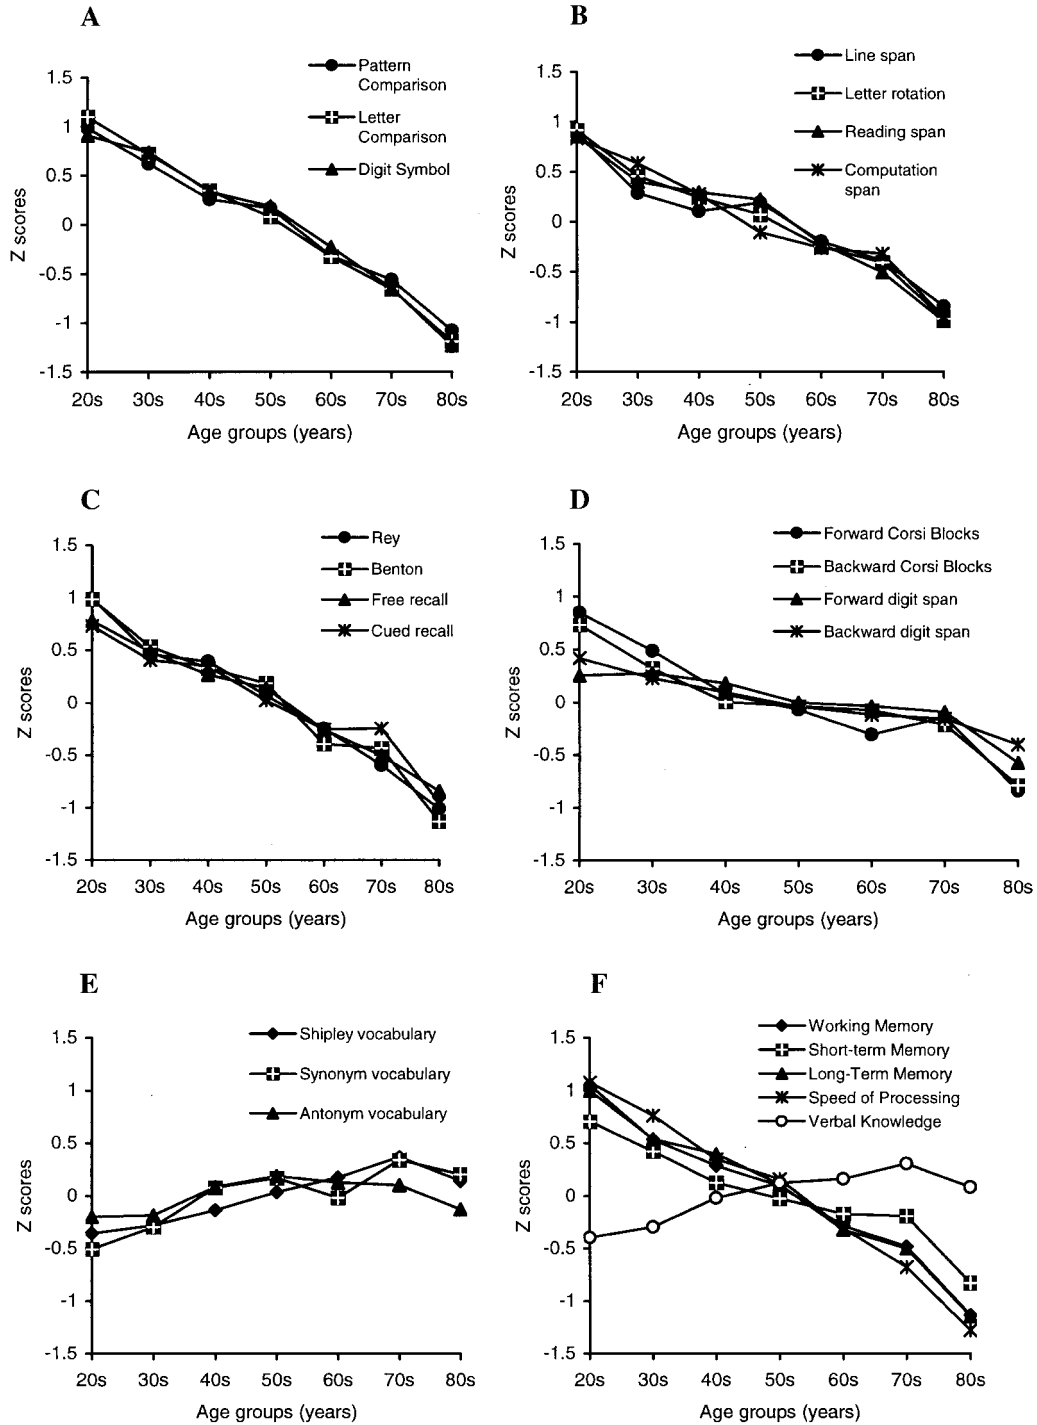 A
Pattern
Comparison
Letter
Comparison
Digit Symbol
1.5
1
0.5
0
-0.5
-1
-1.5
Z scores
20s 30s 40s 50s 60s 70s 80s
Age groups (years)
B
Line span
Letter rotation
Reading span
Computation
span
1.5
1
0.5
0
-0.5
-1
-1.5
Z scores
20s 30s 40s 50s 60s 70s 80s
Age groups (years)
C
Rey
Benton
Free recall
Cued recall
1.5
1
0.5
0
-0.5
-1
-1.5
Z scores
20s 30s 40s 50s 60s 70s 80s
Age groups (years)
D
Forward Corsi Blocks
Backward Corsi Blocks
Forward digit span
Backward digit span
1.5
1
0.5
0
-0.5
-1
-1.5
Z scores
20s 30s 40s 50s 60s 70s 80s
Age groups (years)
E
Shipley vocabulary
Synonym vocabulary
Antonym vocabulary
1.5
1
0.5
0
-0.5
-1
-1.5
Z scores
20s 30s 40s 50s 60s 70s 80s
Age groups (years)
F
Working Memory
Short-term Memory
Long-Term Memory
Speed of Processing
Verbal Knowledge
1.5
1
0.5
0
-0.5
-1
-1.5
Z scores
20s 30s 40s 50s 60s 70s 80s
Age groups (years)